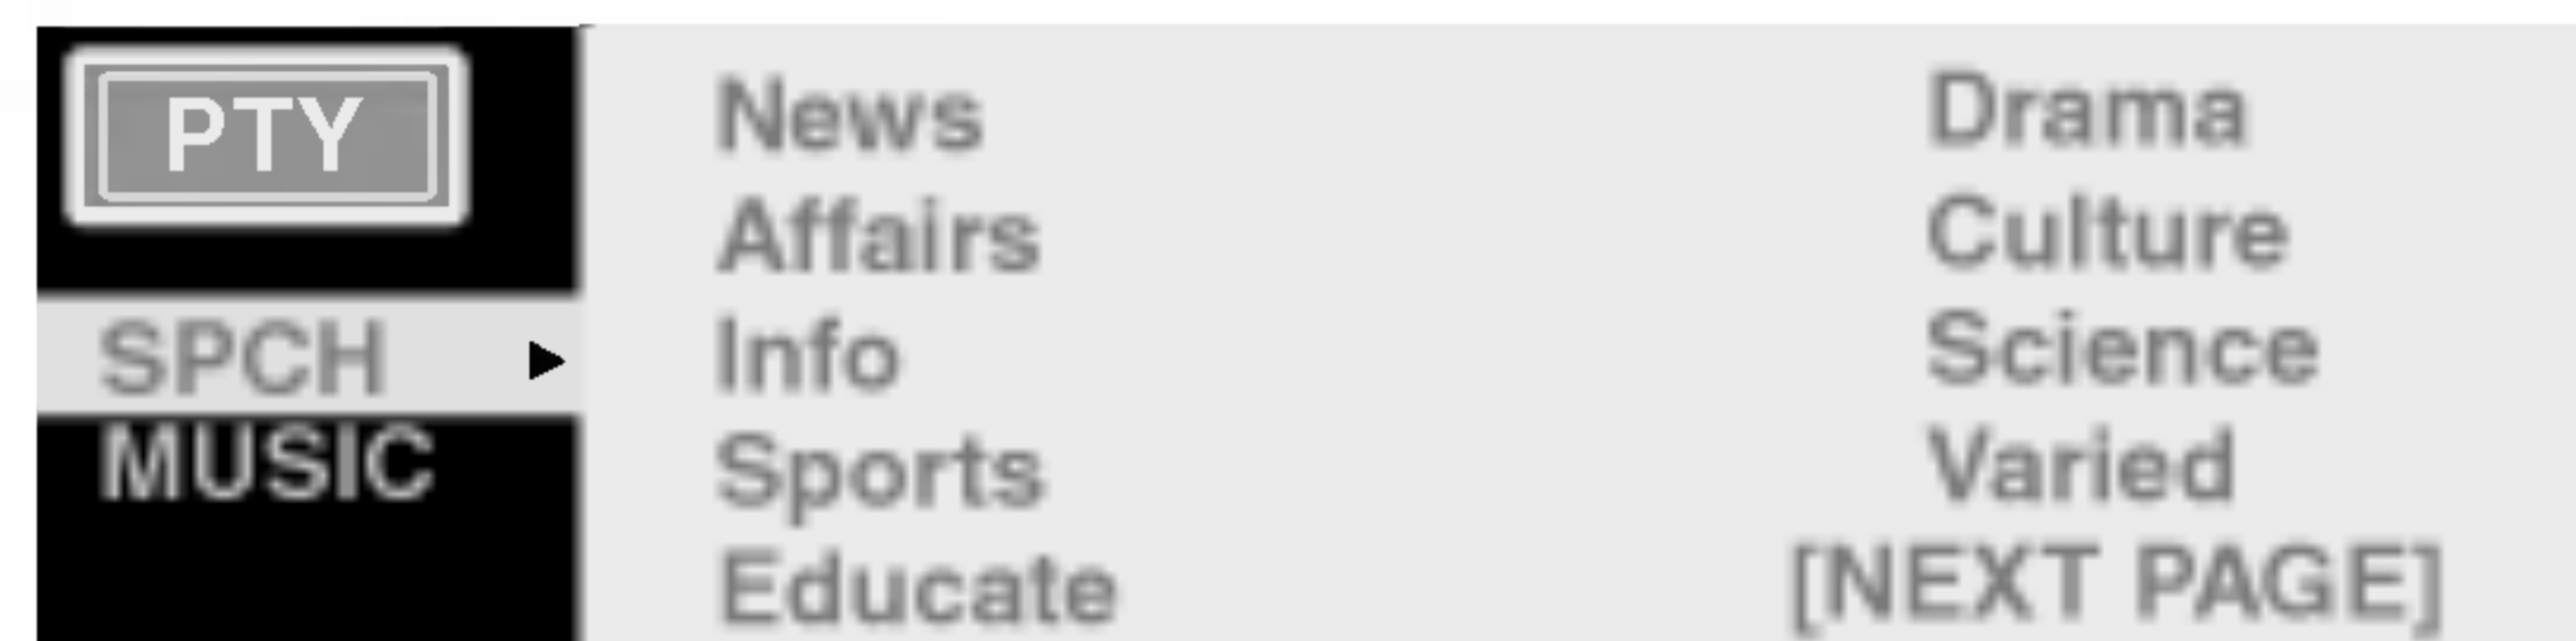 PTY
SPCH
MUSIC
News
Affairs
Info
Sports
Educate
Drama
Culture
Science
Varied
[NEXT PAGE]